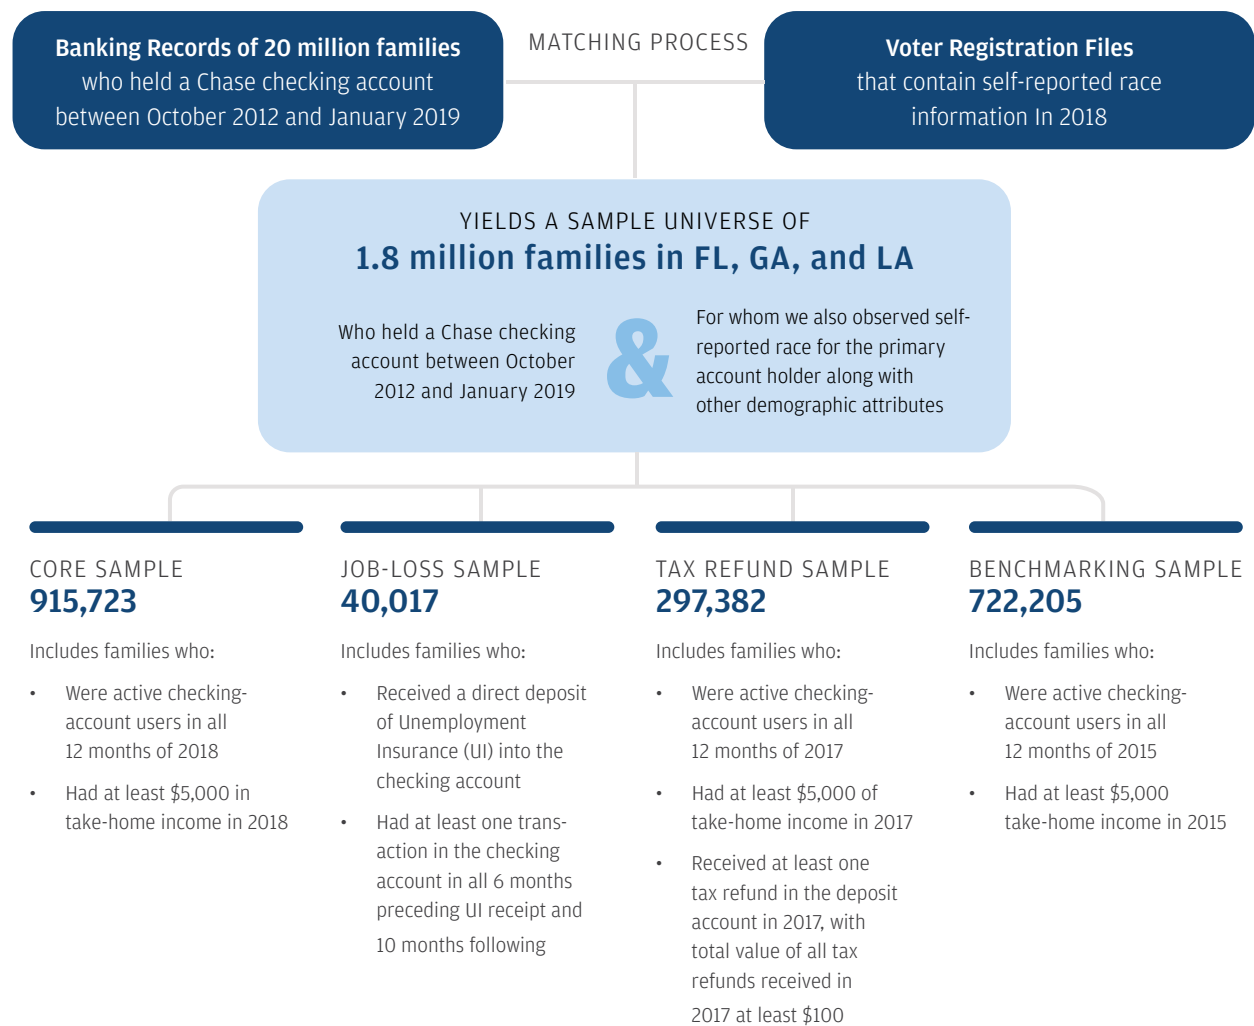 Banking Records of 20 million families
who held a Chase checking account
between October 2012 and January 2019
MATCHING PROCESS
Voter Registration Files
that contain self-reported race
information In 2018
YIELDS A SAMPLE UNIVERSE OF
1.8 million families in FL, GA, and LA
Who held a Chase checking
account between October
2012 and January 2019
&
For whom we also observed self-
reported race for the primary
account holder along with
other demographic attributes
CORE SAMPLE
915,723
Includes families who:
• Were active checking-
account users in all
12 months of 2018
• Had at least $5,000 in
take-home income in 2018
JOB-LOSS SAMPLE
40,017
Includes families who:
• Received a direct deposit
of Unemployment
Insurance (UI) into the
checking account
• Had at least one trans-
action in the checking
account in all 6 months
preceding UI receipt and
10 months following
TAX REFUND SAMPLE
297,382
Includes families who:
• Were active checking-
account users in all
12 months of 2017
• Had at least $5,000 of
take-home income in 2017
• Received at least one
tax refund in the deposit
account in 2017, with
total value of all tax
refunds received in
2017 at least $100
BENCHMARKING SAMPLE
722,205
Includes families who:
• Were active checking-
account users in all
12 months of 2015
• Had at least $5,000
take-home income in 2015